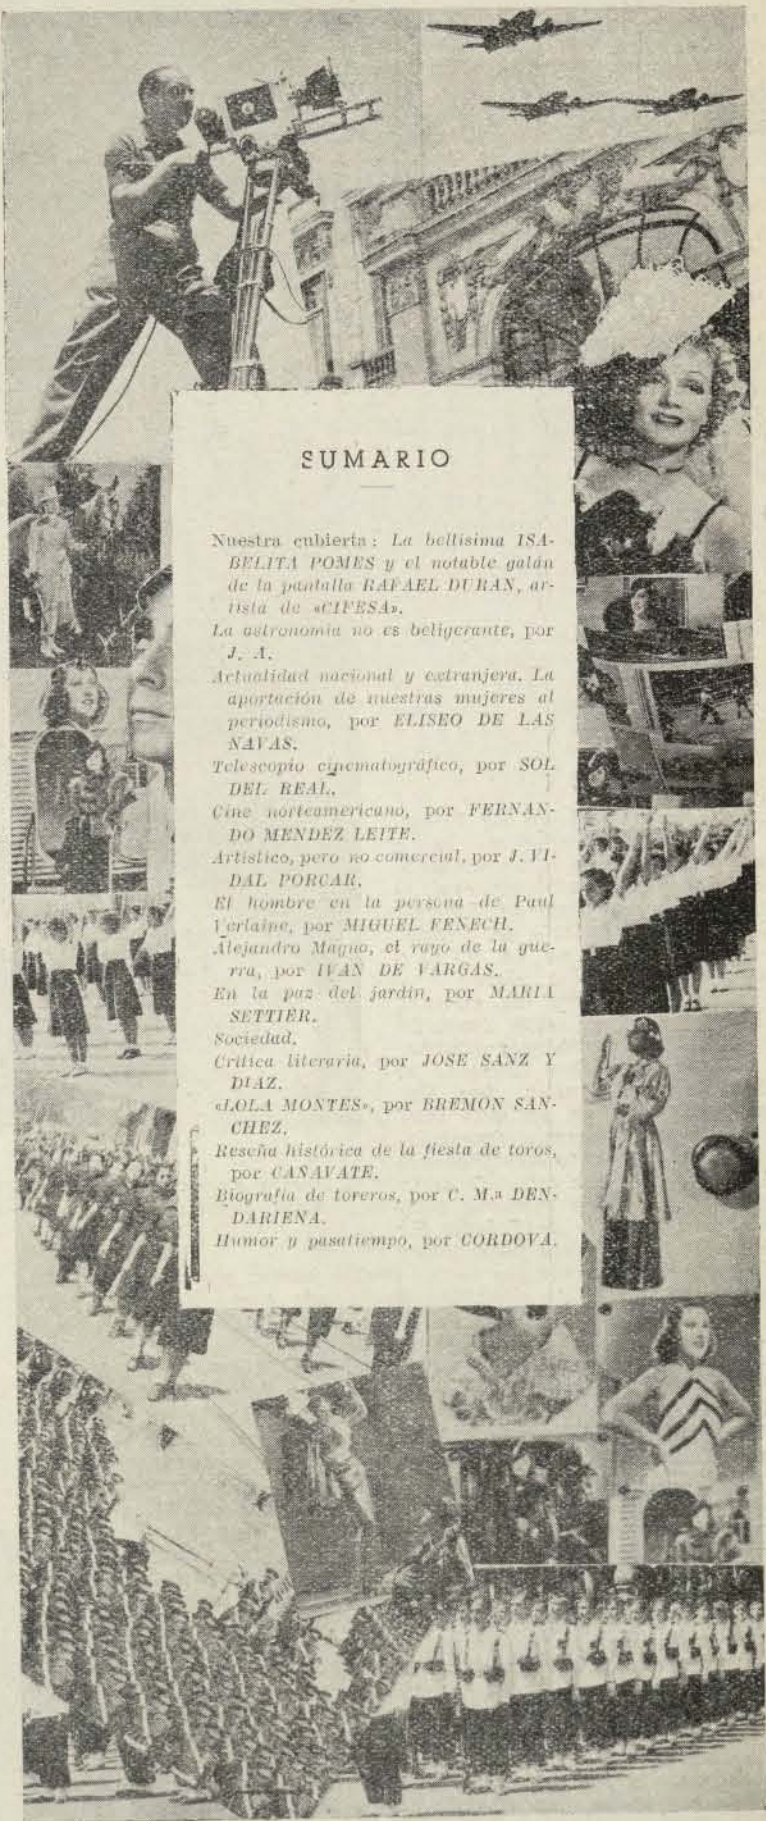 SUMARIO
Nuestra cubierta: La bellísima ISA-
BELITA POMES y el notable galán
de la pantalla RAFAEL DURAN, ar-
tista de «CIFESA».
La astronomía no es beligerante, por
J. A.
Actualidad nacional y extranjera. La
aportación de nuestras mujeres al
periodismo, por ELISEO DE LAS
NAVAS.
Telescopio cinematográfico, por SOL
DEL REAL.
Cine norteamericano, por FERNAN-
DO MENDEZ LEITE.
Artístico, pero no comercial, por J. VI-
DAL PORCAR.
El hombre en la persona de Paul
Verlaine, por MIGUEL FENECH.
Alejandro Magno, el rayo de la gue-
rra, por IVAN DE VARGAS.
En la paz del jardín, por MARIA
SETTIER.
Sociedad.
Crítica literaria, por JOSE SANZ Y
DIAZ.
«LOLA MONTES», por BREMON SAN-
CHEZ.
Reseña histórica de la fiesta de toros,
por CAÑAVATE.
Biografía de toreros, por C. M.ª DEN-
DARIENA.
Humor y pasatiempo, por CORDOVA.